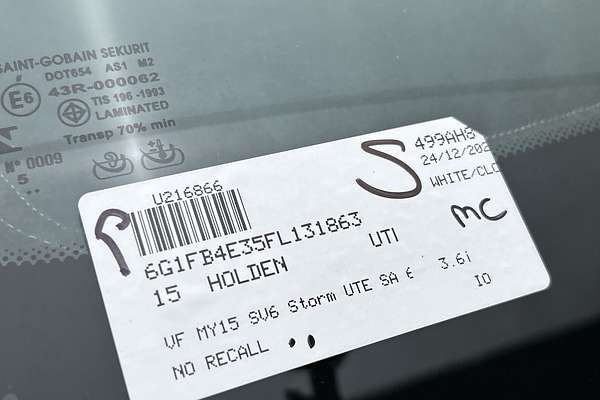 SAINT-GOBAIN SEKURIT
DOT654 AS1 M2
E6 43R-000062
TIS 196-1993
LAMINATED
Transp 70% min
N° 0009
5..
U216866
S
499AH8
24/12/202
WHITE/CLO
P
6G1FB4E35FL131863
15 HOLDEN UTI
MC
VF MY15 SV6 Storm UTE SA 6 3.6i
NO RECALL
IO